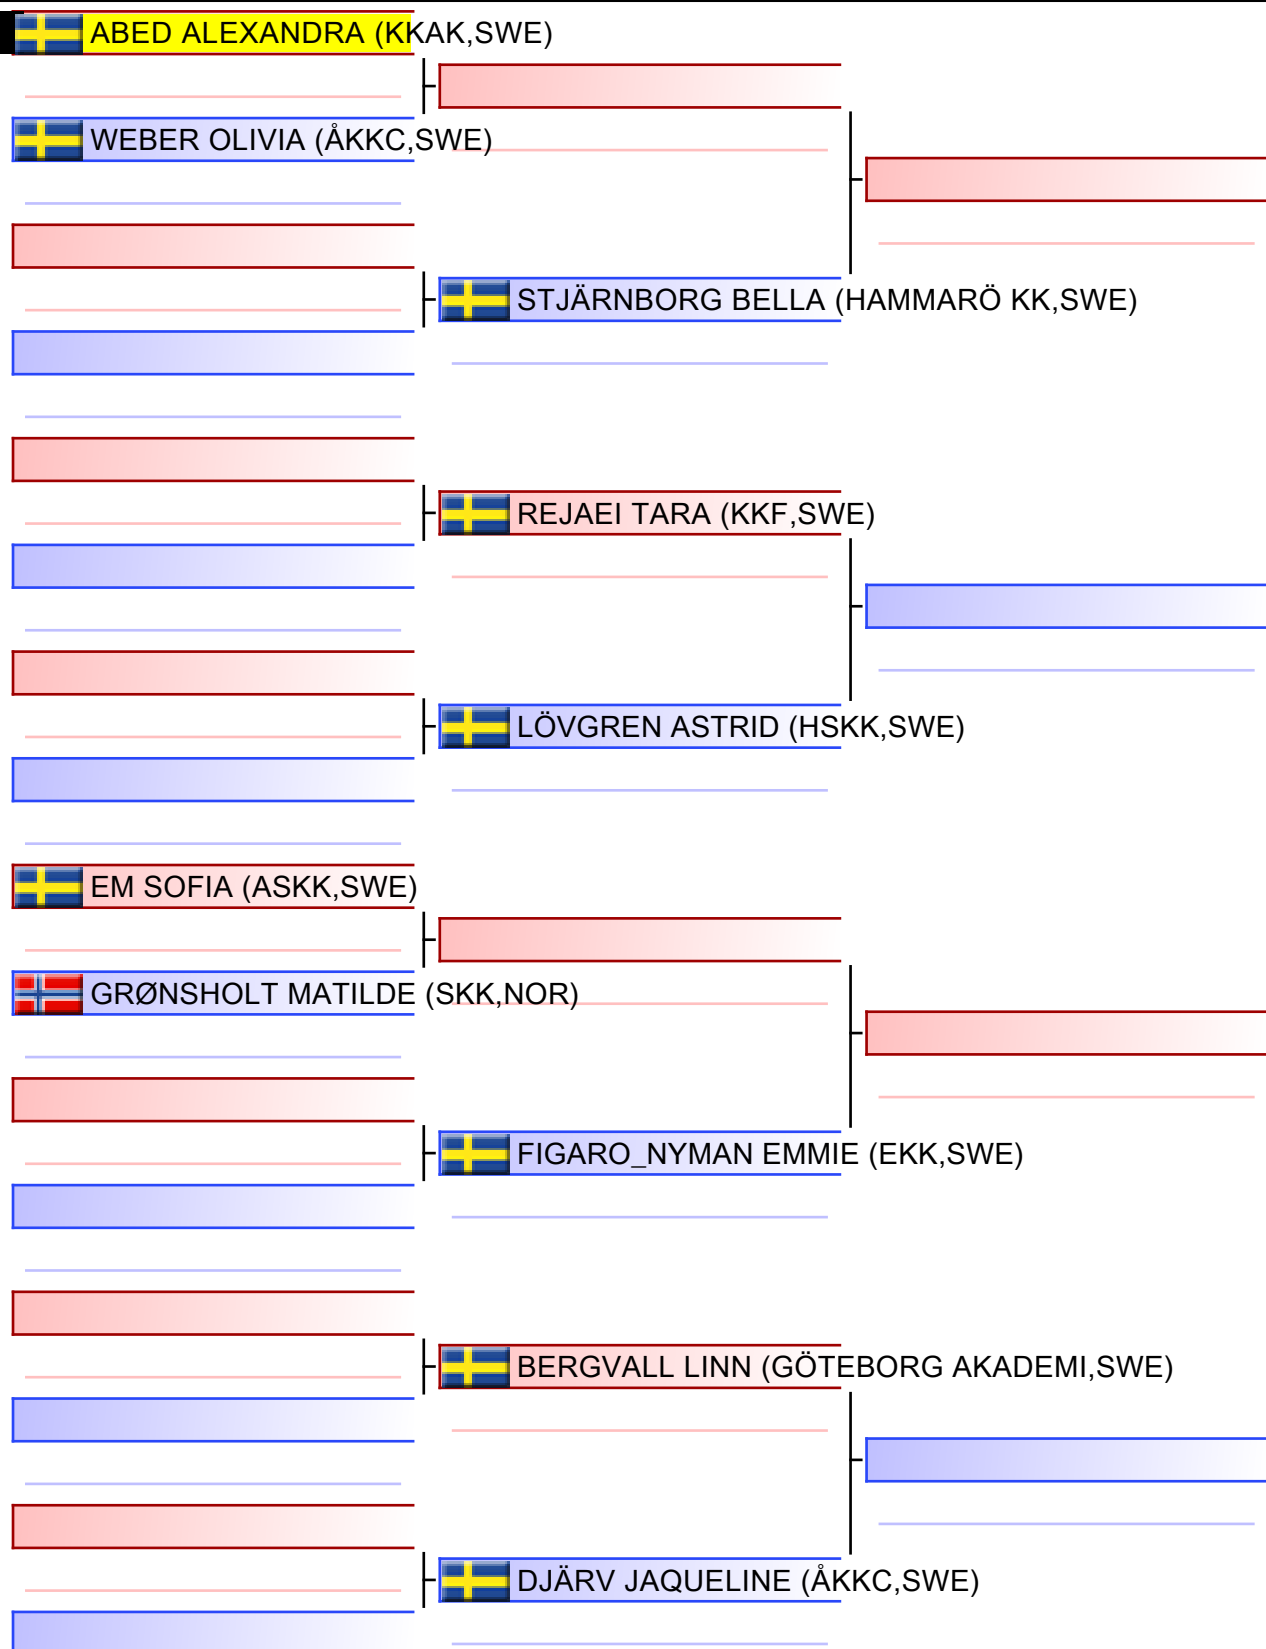 ABED ALEXANDRA (KKAK,SWE)
WEBER OLIVIA (ÅKKC,SWE)
STJÄRNBORG BELLA (HAMMARÖ KK,SWE)
REJAEI TARA (KKF,SWE)
LÖVGREN ASTRID (HSKK,SWE)
EM SOFIA (ASKK,SWE)
GRØNSHOLT MATILDE (SKK,NOR)
FIGARO_NYMAN EMMIE (EKK,SWE)
BERGVALL LINN (GÖTEBORG AKADEMI,SWE)
DJÄRV JAQUELINE (ÅKKC,SWE)